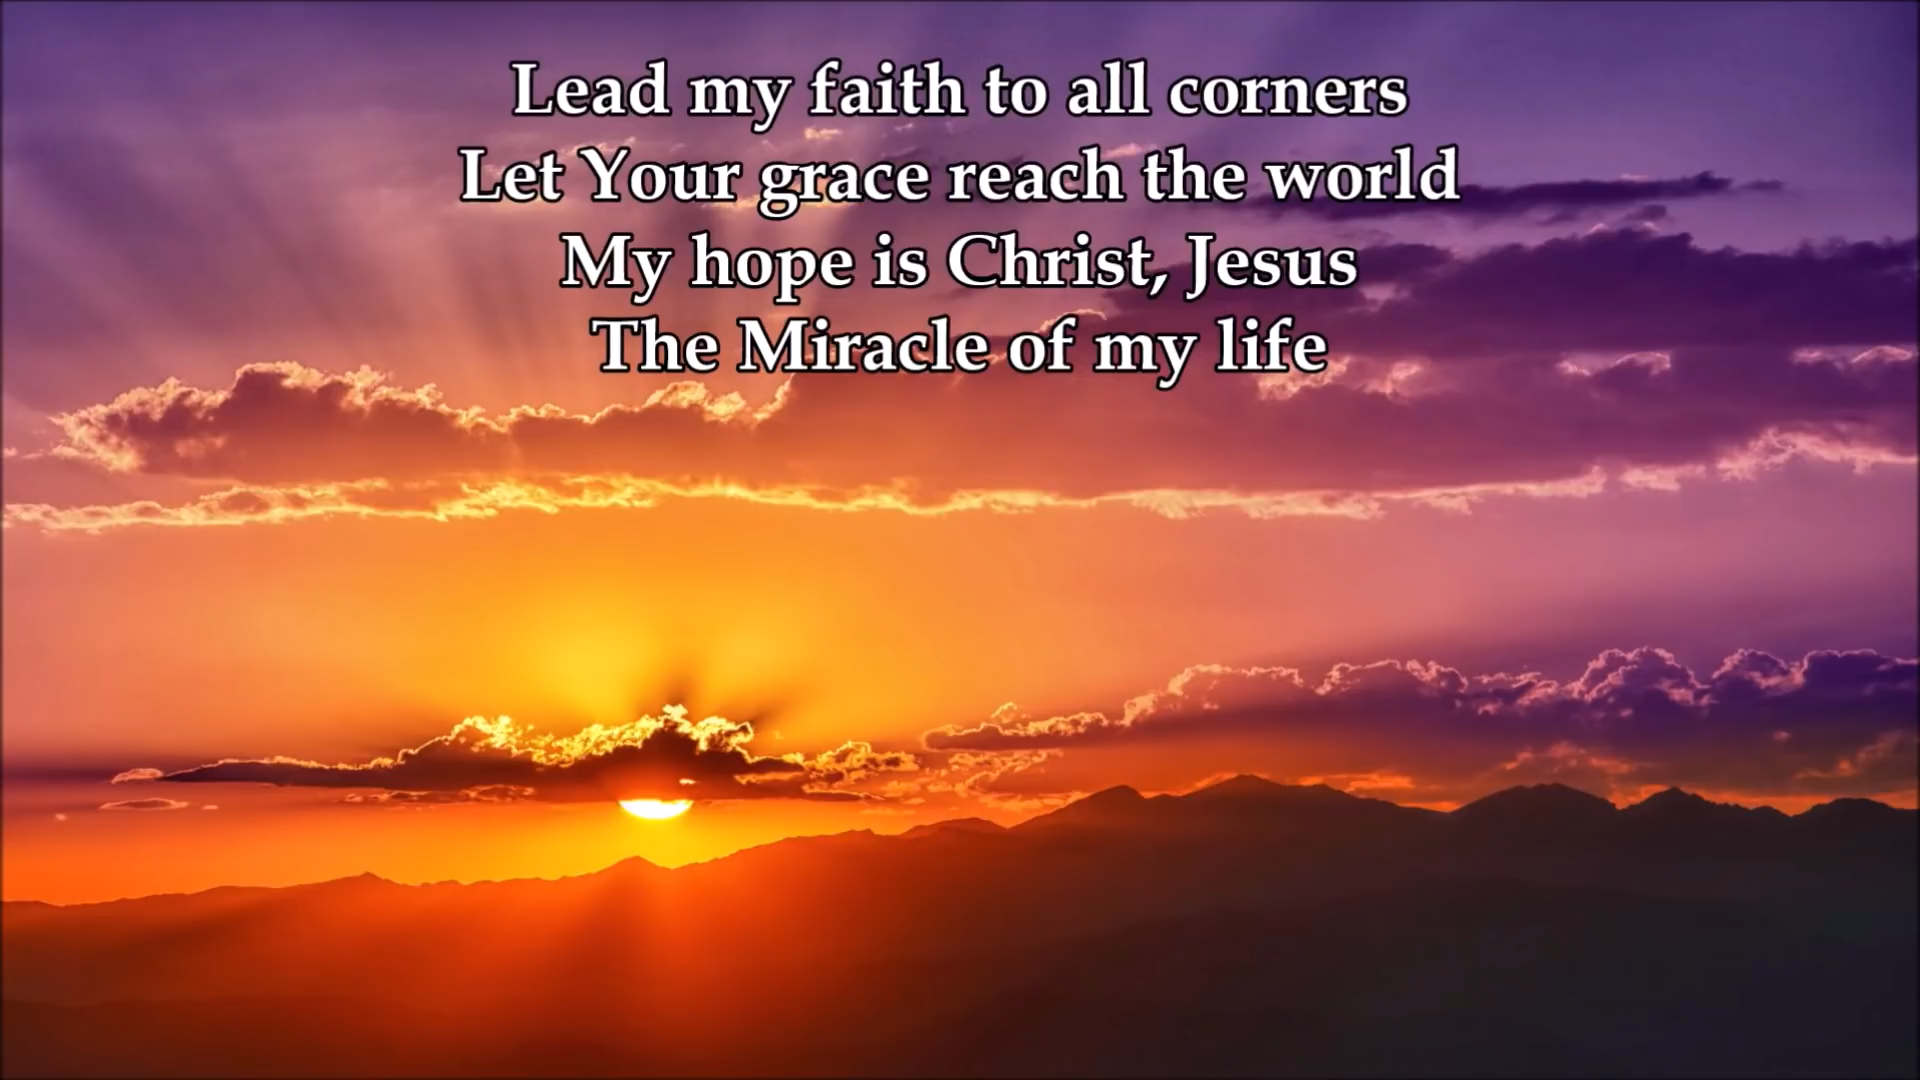 Lead my faith to all corners
Let Your grace reach the world
My hope is Christ, Jesus
The Miracle of my life